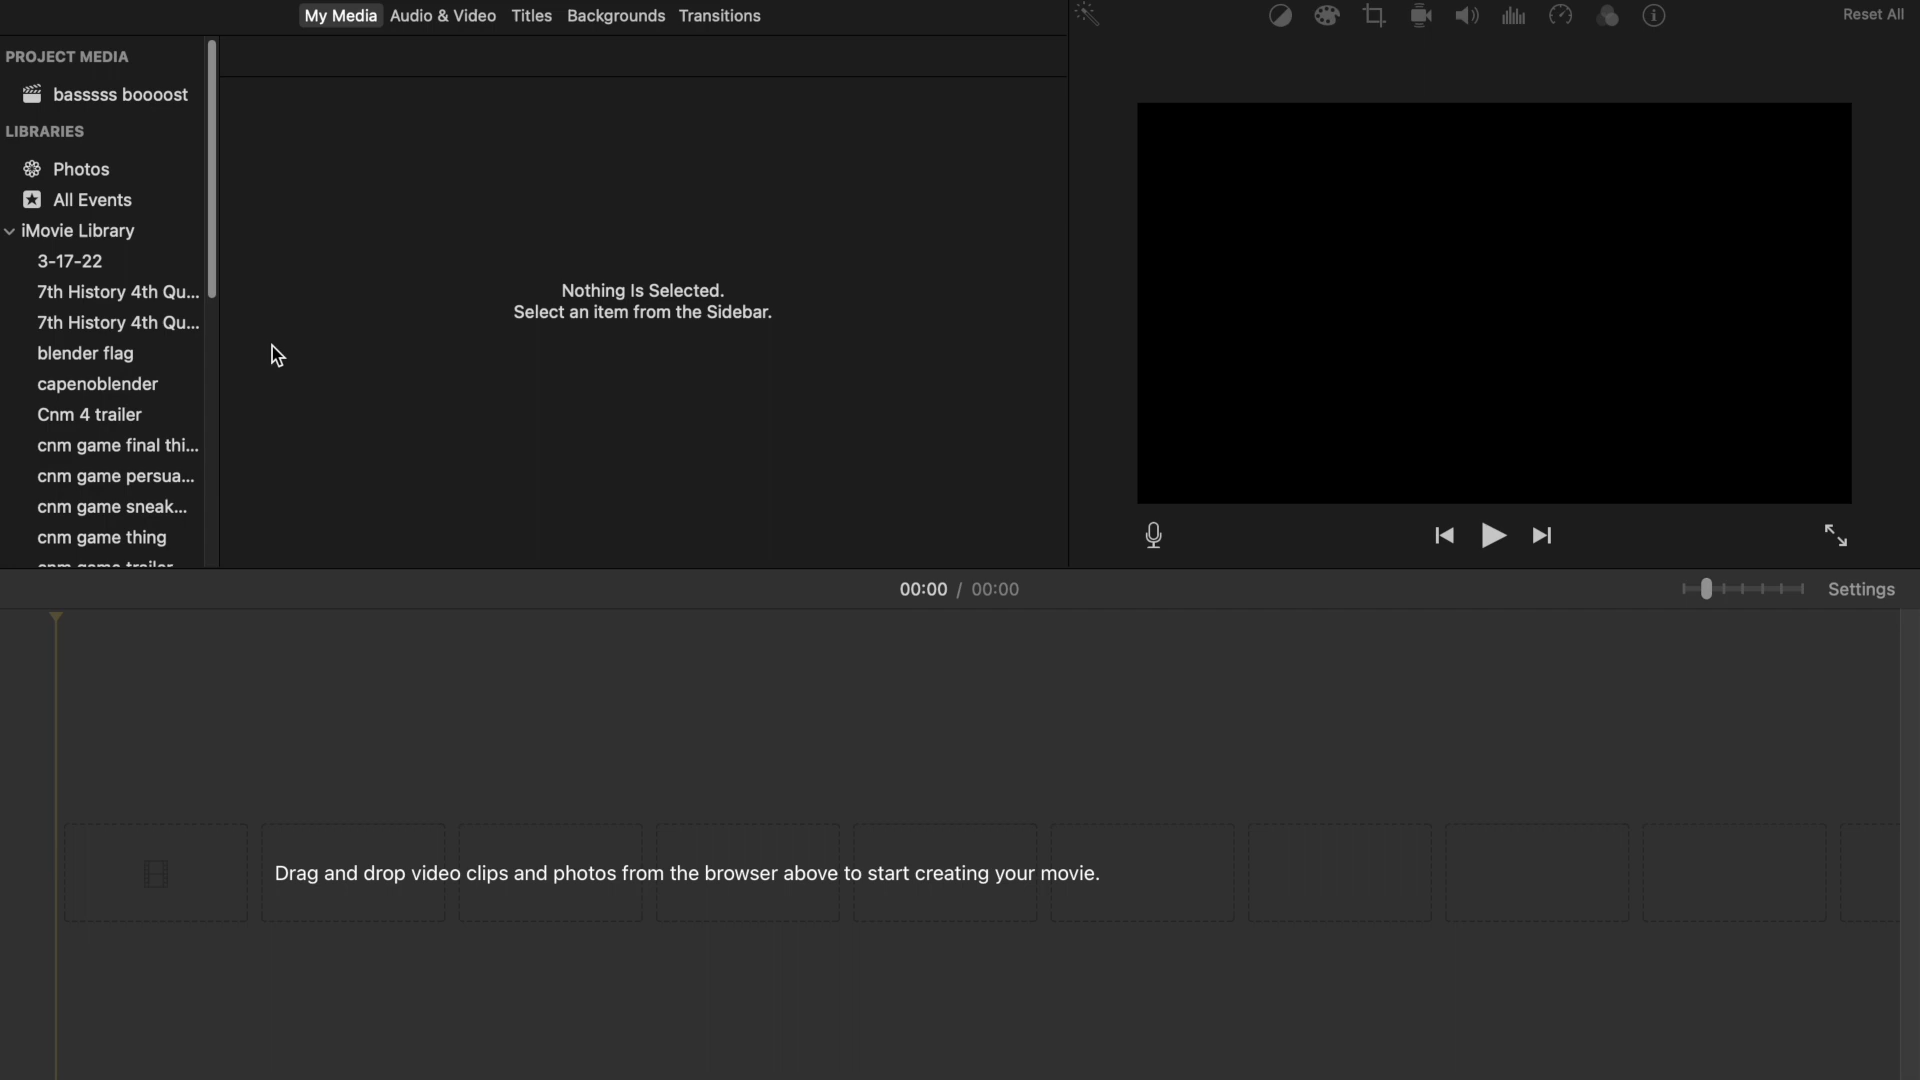 My Media Audio & Video Titles Backgrounds Transitions
Reset All
PROJECT MEDIA
basssss boooost
LIBRARIES
Photos
All Events
iMovie Library
3-17-22
7th History 4th Qu...
7th History 4th Qu...
blender flag
capenoblender
Cnm 4 trailer
cnm game final thi...
cnm game persua...
cnm game sneak...
cnm game thing
cnm game trailer
Nothing Is Selected.
Select an item from the Sidebar.
00:00 / 00:00
Settings
Drag and drop video clips and photos from the browser above to start creating your movie.